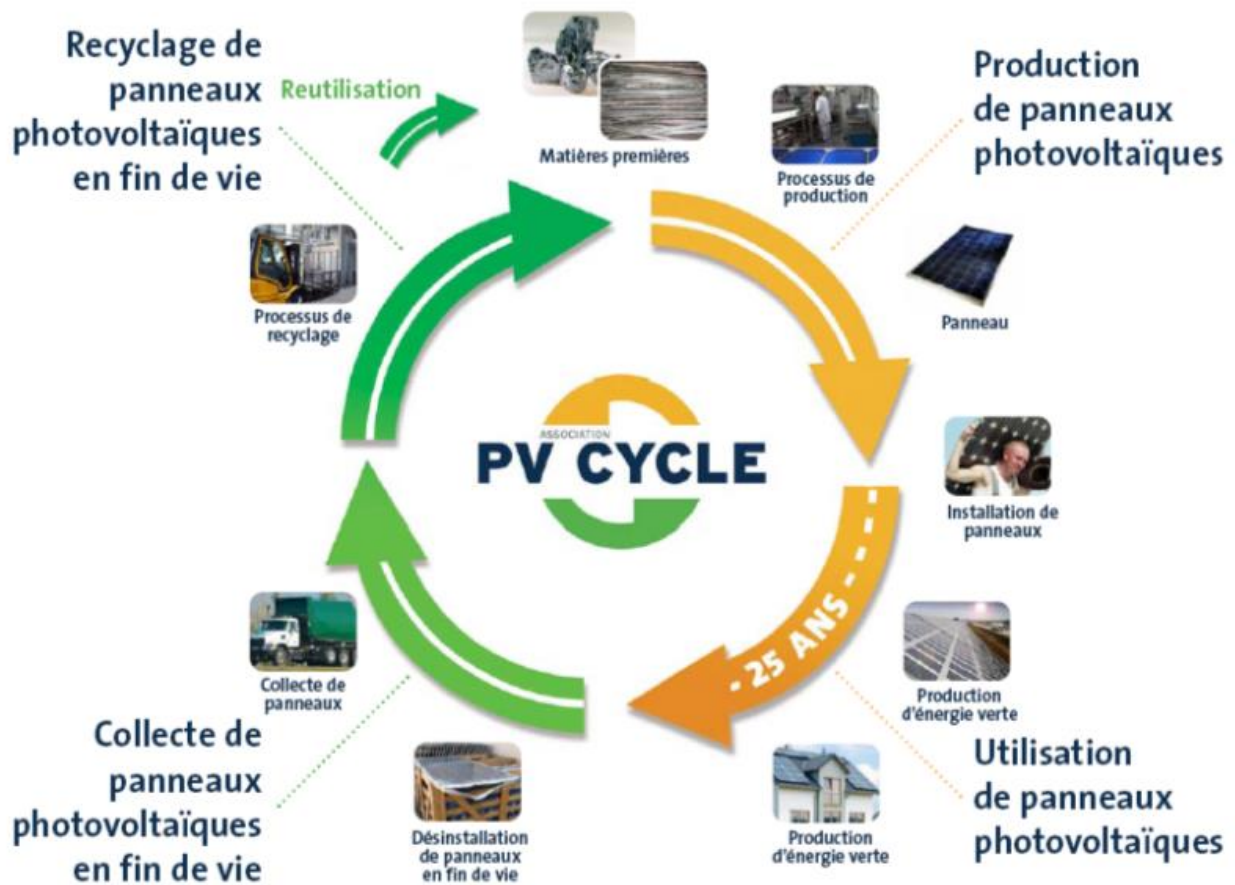 Recyclage de
panneaux
photovoltaïques
en fin de vie
Reutilisation
Matières premières
Processus de
production
Production
de panneaux
photovoltaïques
Panneau
Installation de
panneaux
- 25 ANS - - -
Production
d'énergie verte
Utilisation
de panneaux
photovoltaïques
Production
d'énergie verte
Désinstallation
de panneaux
en fin de vie
Collecte de
panneaux
photovoltaïques
en fin de vie
Collecte de
panneaux
Processus de
recyclage
ASSOCIATION
PV CYCLE